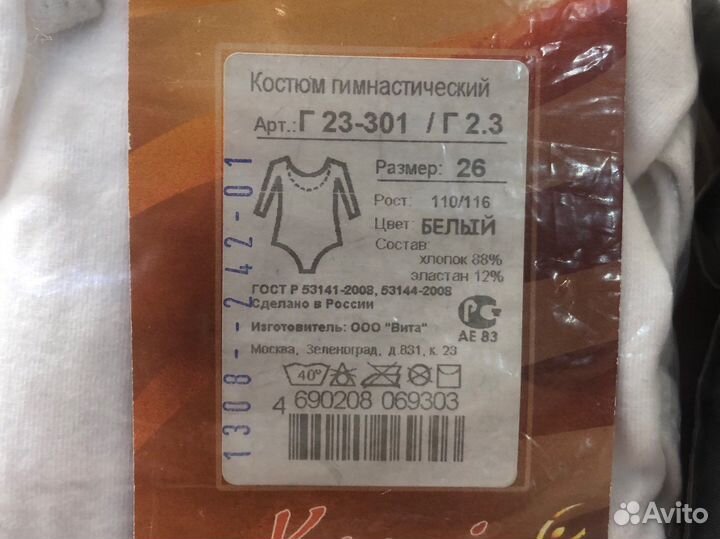 Костюм гимнастический
Арт.: Г 23-301 / Г 2.3
Размер: 26
Рост: 110/116
Цвет: БЕЛЫЙ
Состав:
хлопок 88%
эластан 12%
ГОСТ Р 53141-2008, 53144-2008
Сделано в России
Изготовитель: ООО "Вита"
АЕ 83
Москва, Зеленоград, д.831, к. 23
40°
4 690208 069303
1308--242-01
Avito